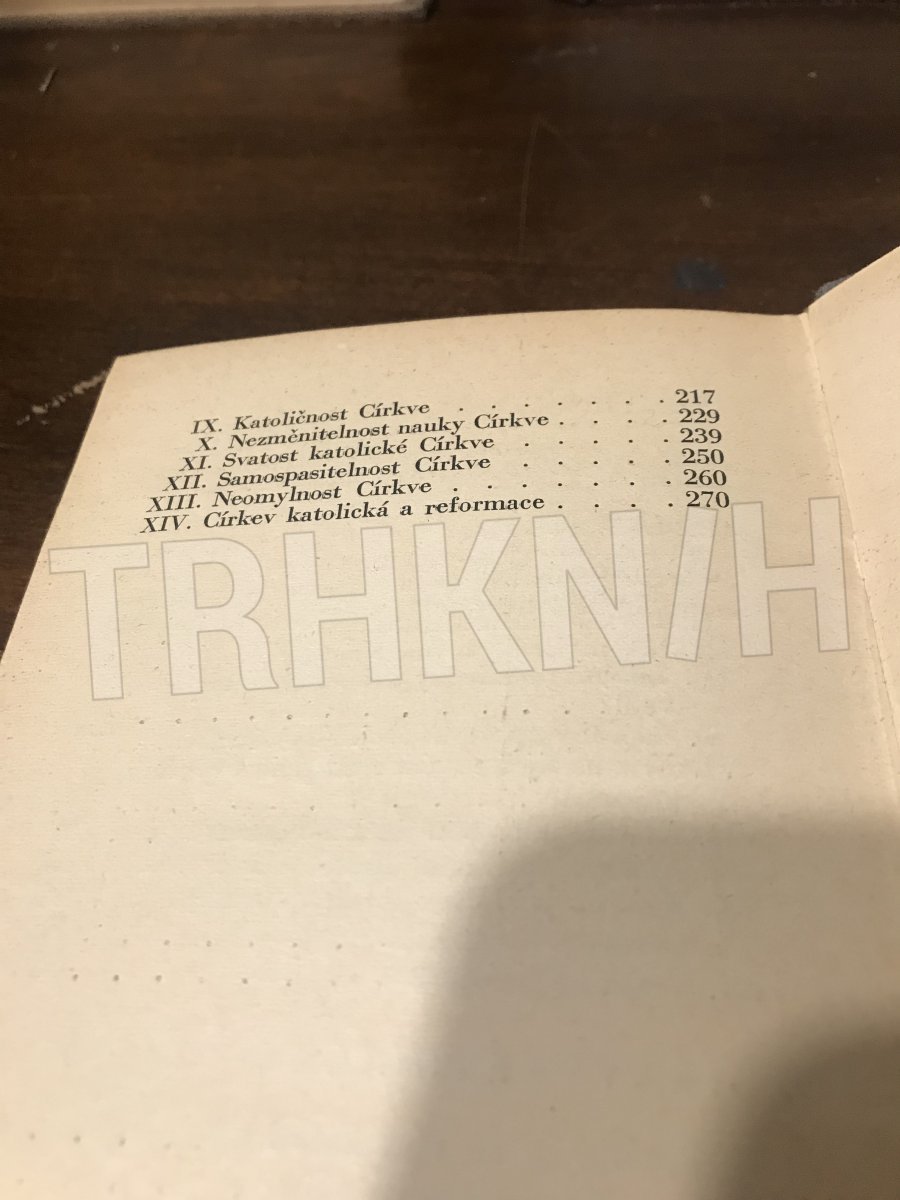 IX. Katoličnost Církve . . . . . . . 217
X. Nezměnitelnost nauky Církve . . . . 229
XI. Svatost katolické Církve . . . . . 239
XII. Samospasitelnost Církve . . . . . 250
XIII. Neomylnost Církve . . . . . . . 260
XIV. Církev katolická a reformace . . . . 270
TRHKNIH